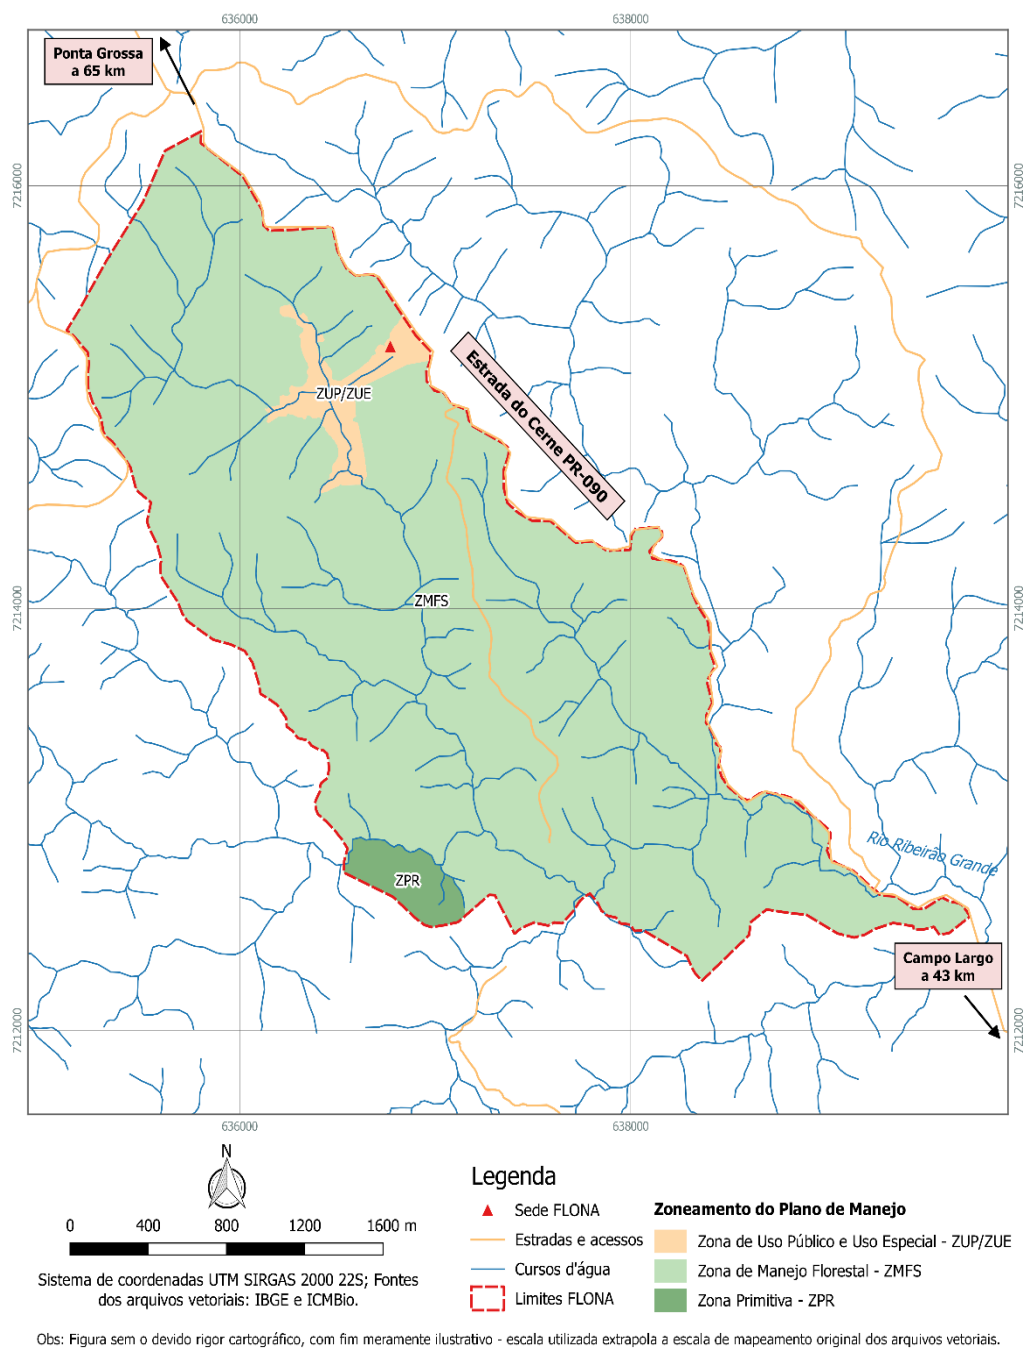 636000
638000
Ponta Grossa
a 65 km
7216000
7216000
Estrada do Cerne PR-090
ZUP/ZUE
7214000
ZMFS
7214000
Rio Ribeirão Grande
ZPR
Campo Largo
a 43 km
7212000
7212000
636000
638000
N
0 400 800 1200 1600 m
Sistema de coordenadas UTM SIRGAS 2000 22S; Fontes
dos arquivos vetoriais: IBGE e ICMBio.
Legenda
Sede FLONA
Estradas e acessos
Cursos d'água
Limites FLONA
Zoneamento do Plano de Manejo
Zona de Uso Público e Uso Especial - ZUP/ZUE
Zona de Manejo Florestal - ZMFS
Zona Primitiva - ZPR
Obs: Figura sem o devido rigor cartográfico, com fim meramente ilustrativo - escala utilizada extrapola a escala de mapeamento original dos arquivos vetoriais.